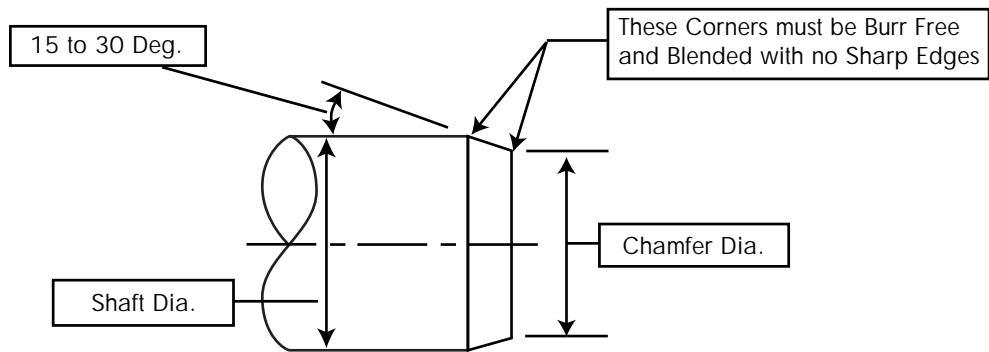 15 to 30 Deg.
These Corners must be Burr Free
and Blended with no Sharp Edges
Chamfer Dia.
Shaft Dia.